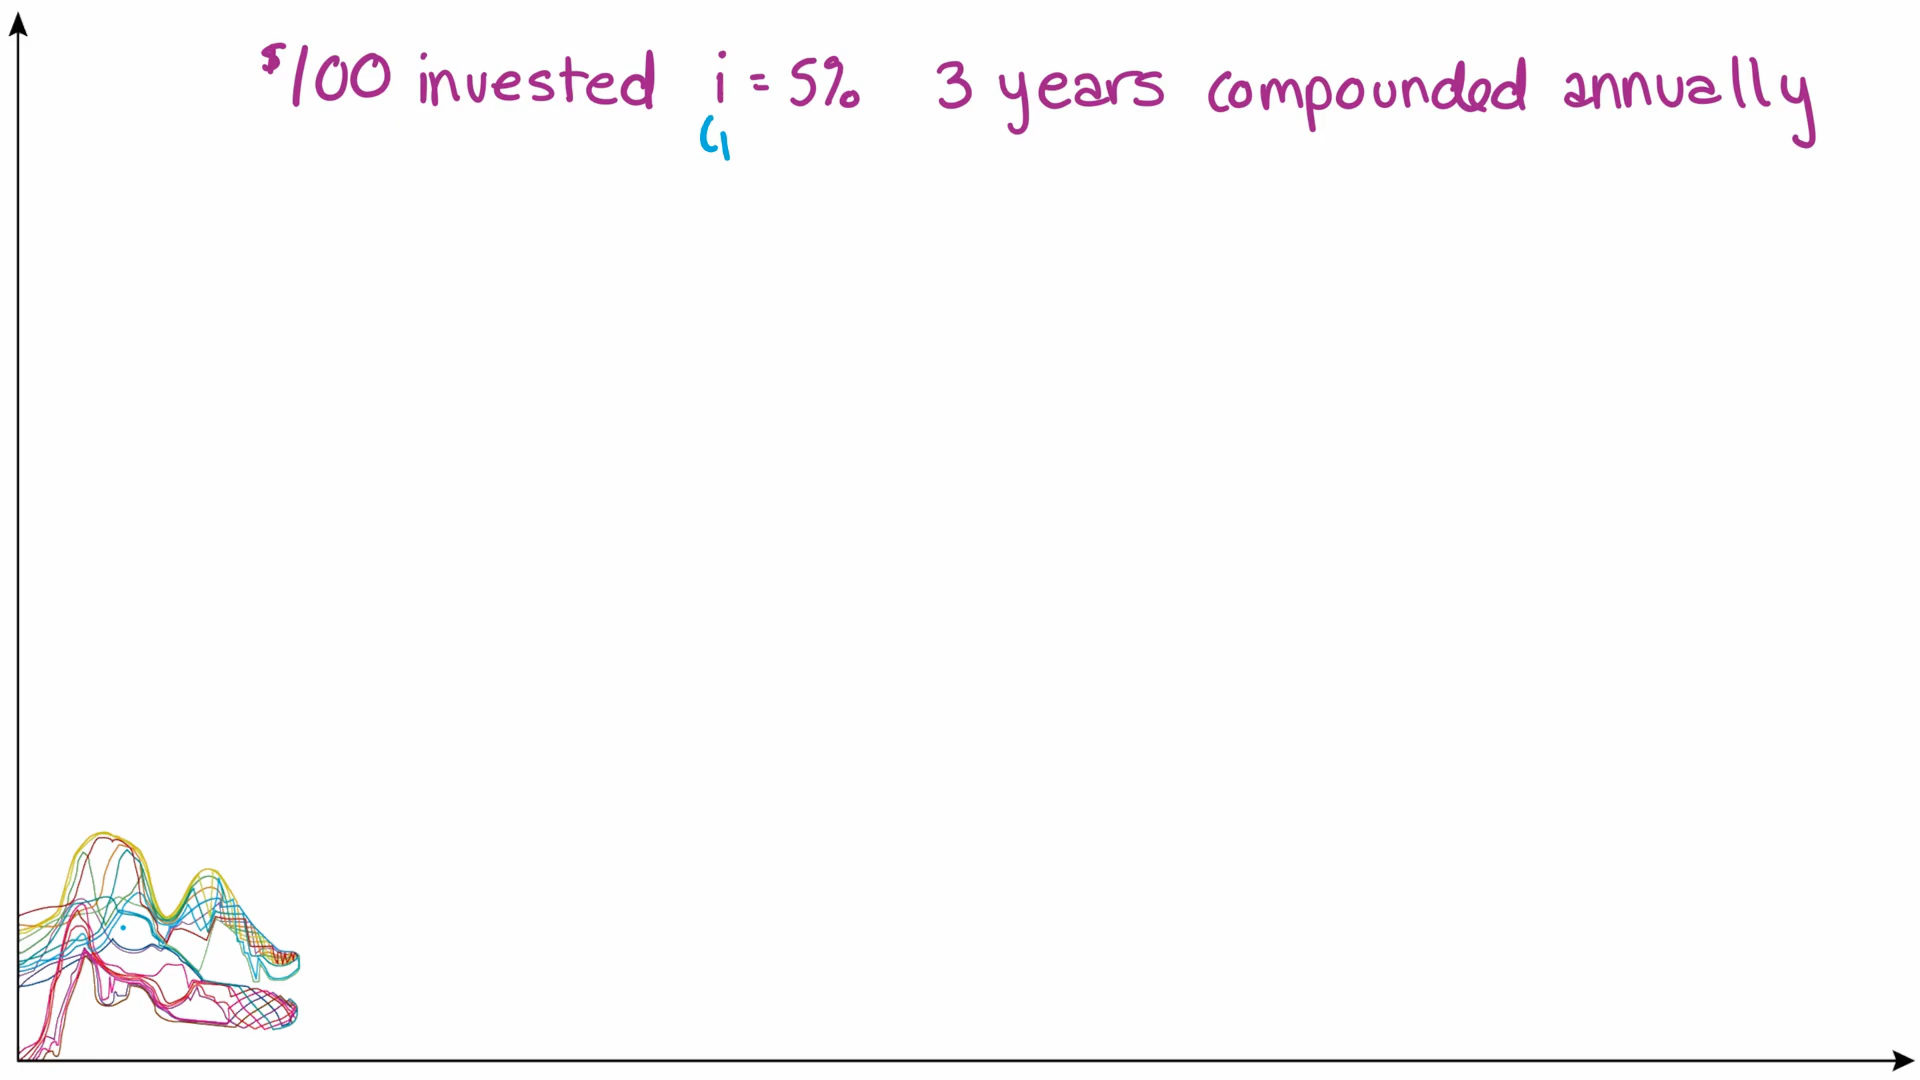 $100 invested i = 5% 3 years compounded annually